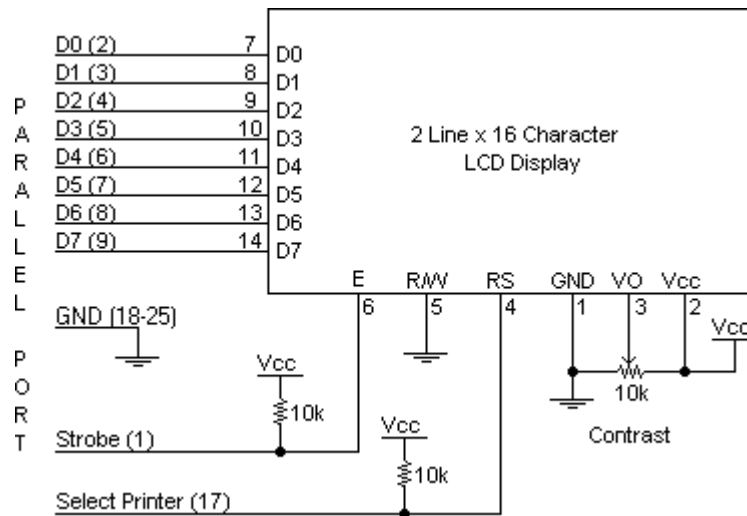 D0 (2) 7 D0
D1 (3) 8 D1
D2 (4) 9 D2
D3 (5) 10 D3
D4 (6) 11 D4
D5 (7) 12 D5
D6 (8) 13 D6
D7 (9) 14 D7
PARALLEL PORT
2 Line x 16 Character
LCD Display
E R/W RS GND VO Vcc
6 5 4 1 3 2
GND (18-25)
Vcc
Vcc
10k
10k
Contrast
Strobe (1)
Vcc
10k
Select Printer (17)